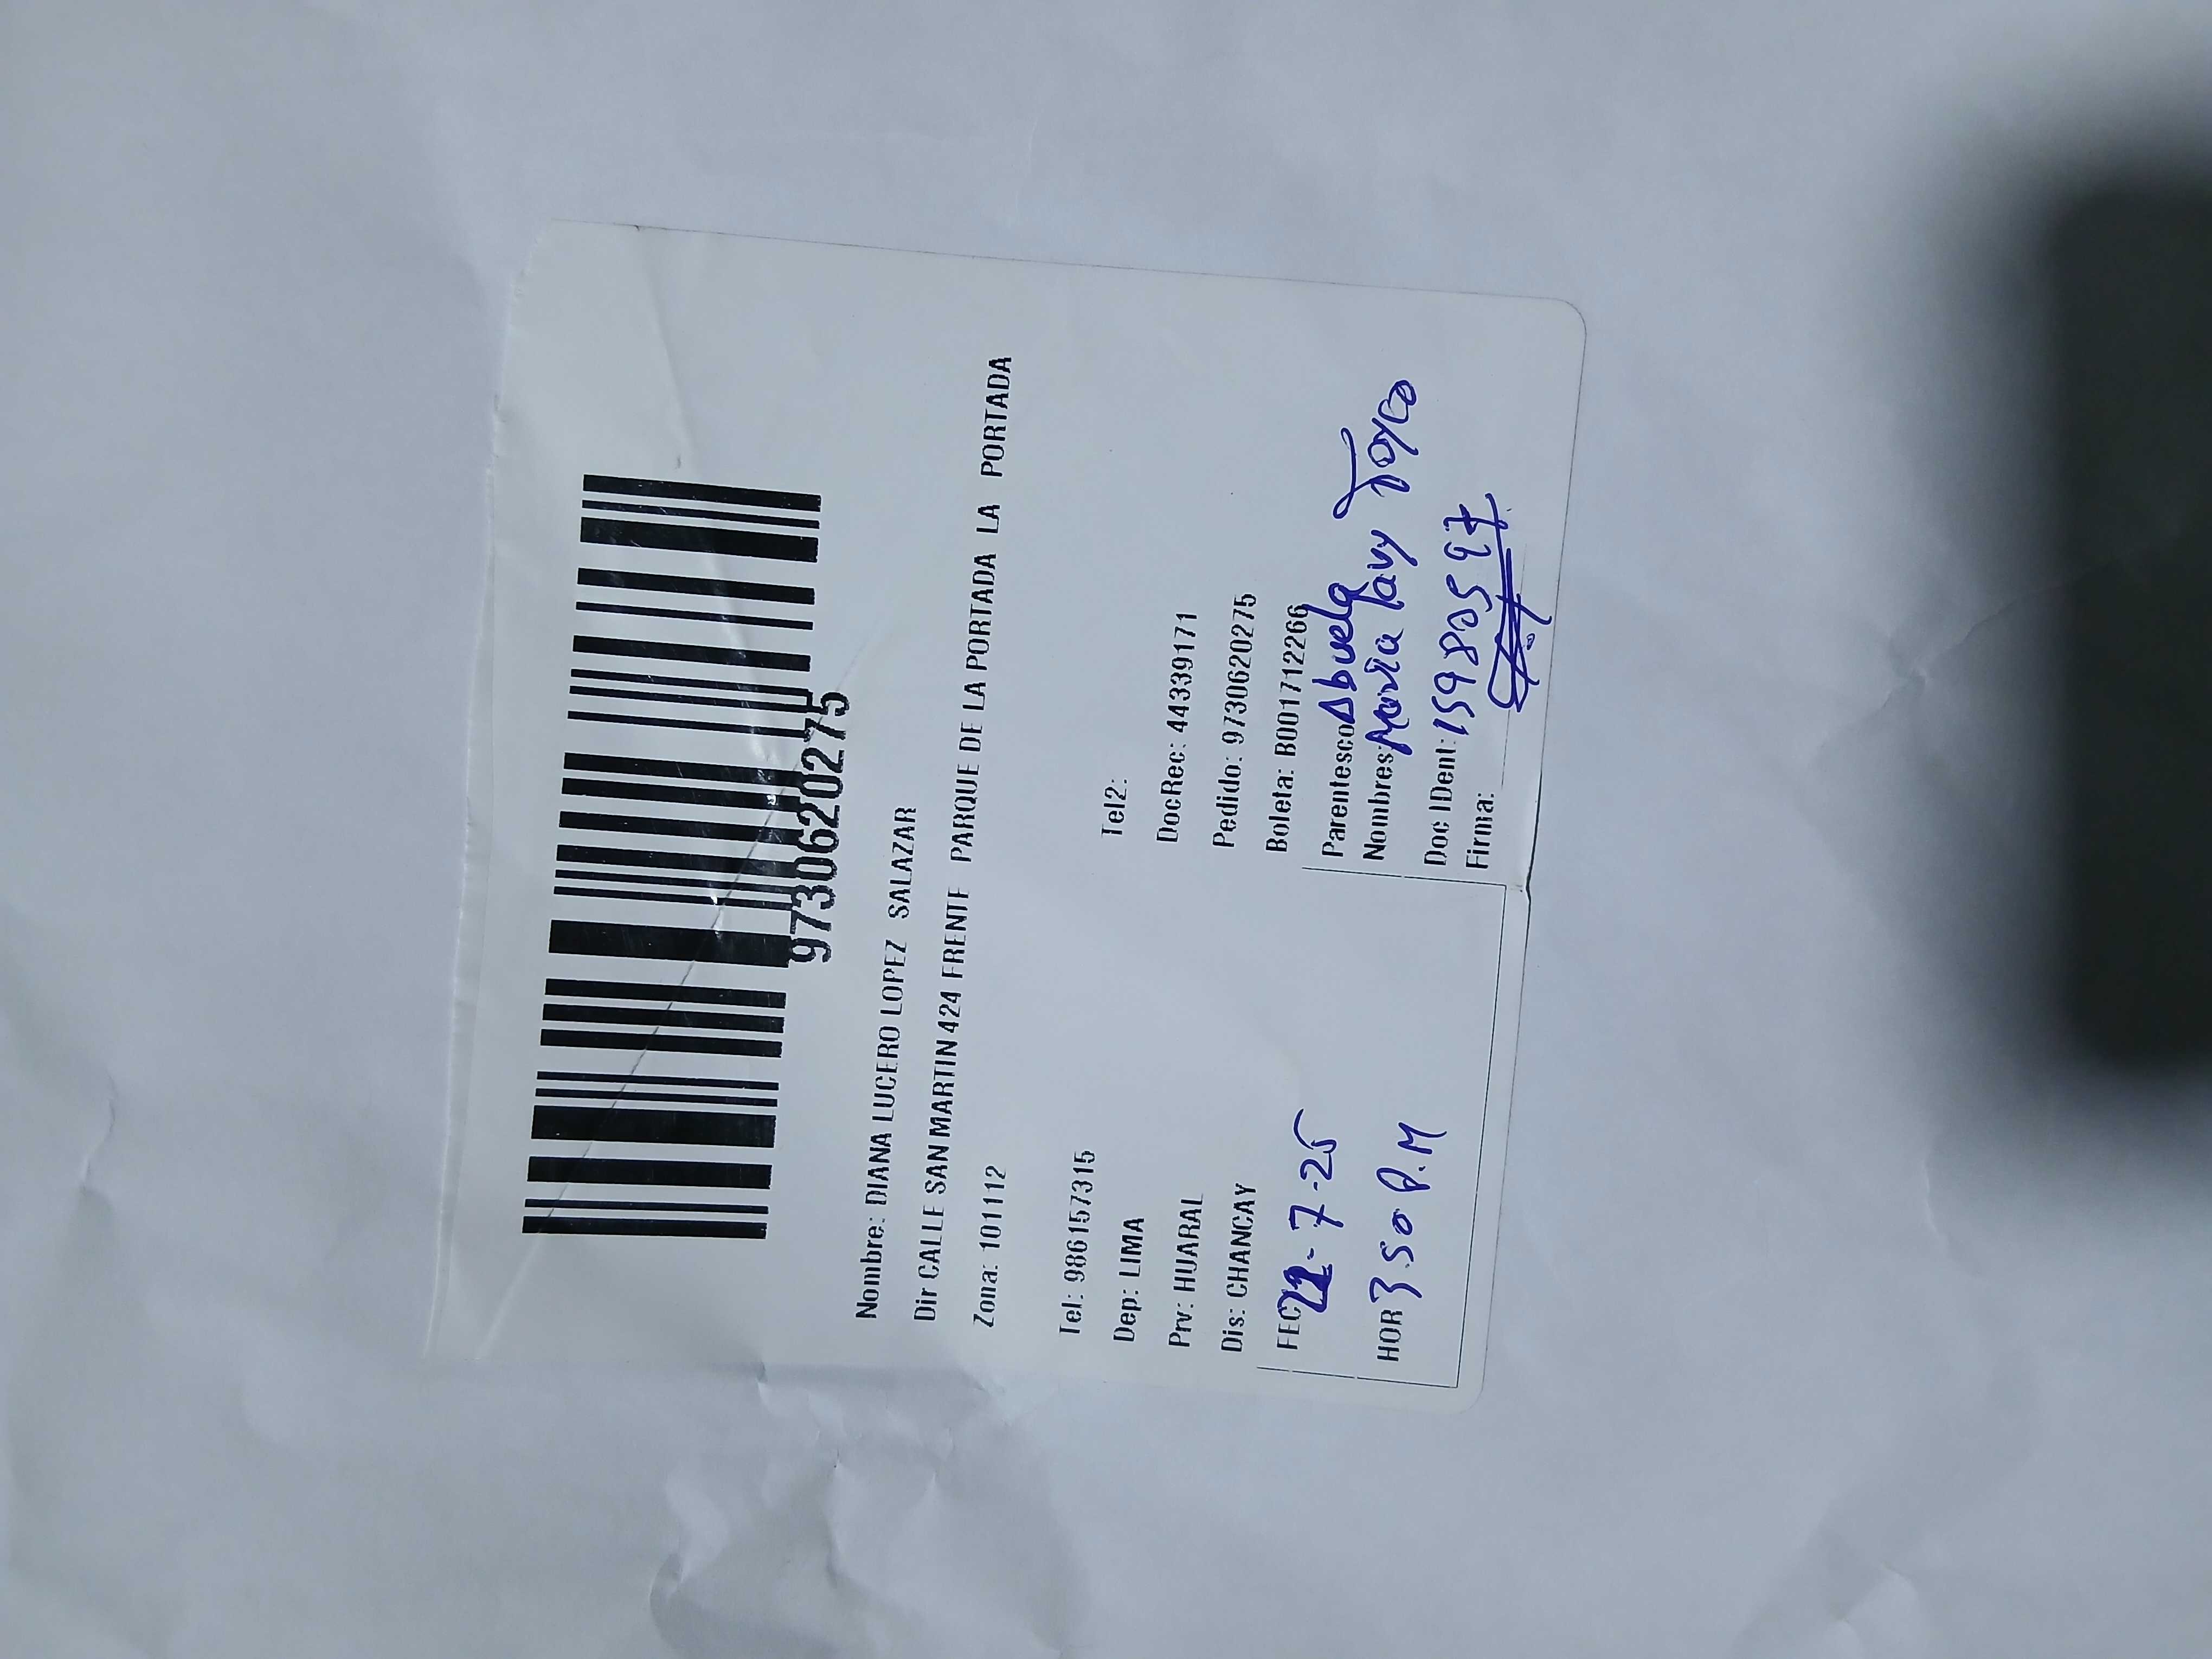 9730620275
Nombre: DIANA LUCERO LOPEZ SALAZAR
Dir CALLE SAN MARTIN 424 FRENTE PARQUE DE LA PORTADA LA PORTADA
Zona: 101112
Tel: 986157315 Tel2:
Dep: LIMA DocRec: 44339171
Prv: HUARAL Pedido: 9730620275
Dis: CHANCAY Boleta: B001712266
FEC 22-7-25
HOR 3.50 P.M
Parentesco Abuela
Nombres: Maria
Doc IDent: 15980597
Firma: